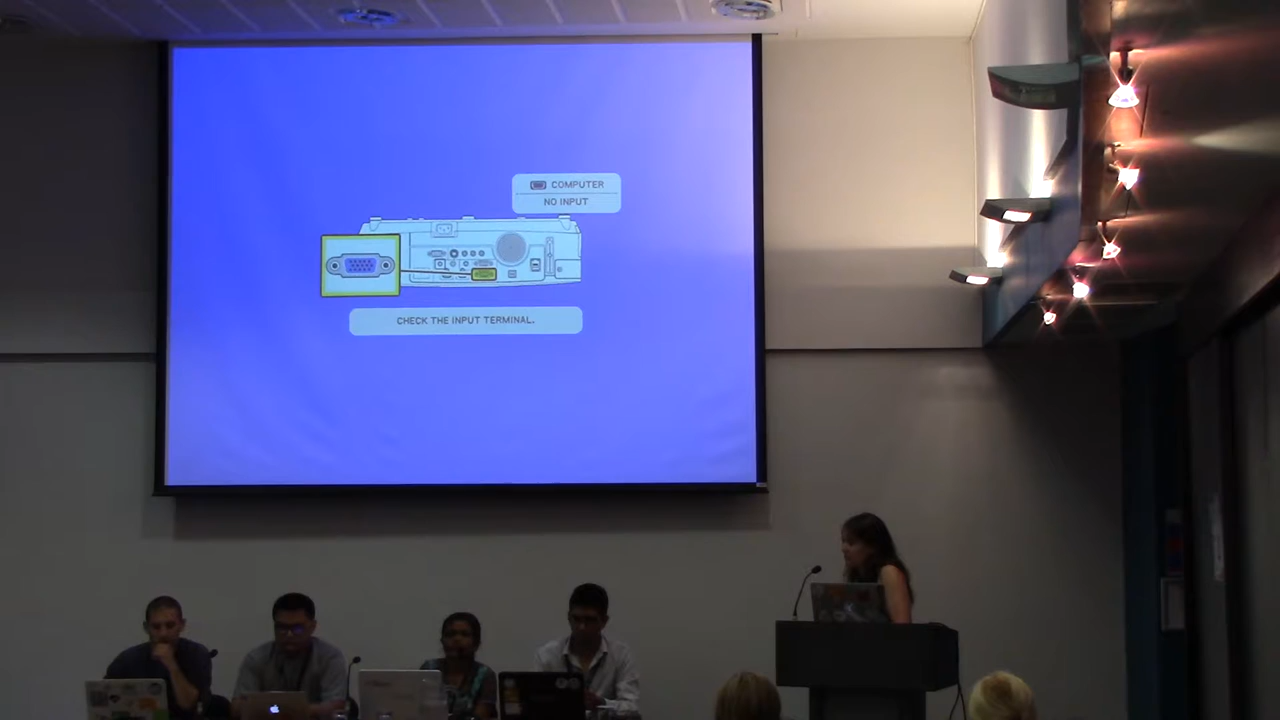 COMPUTER
NO INPUT
CHECK THE INPUT TERMINAL.